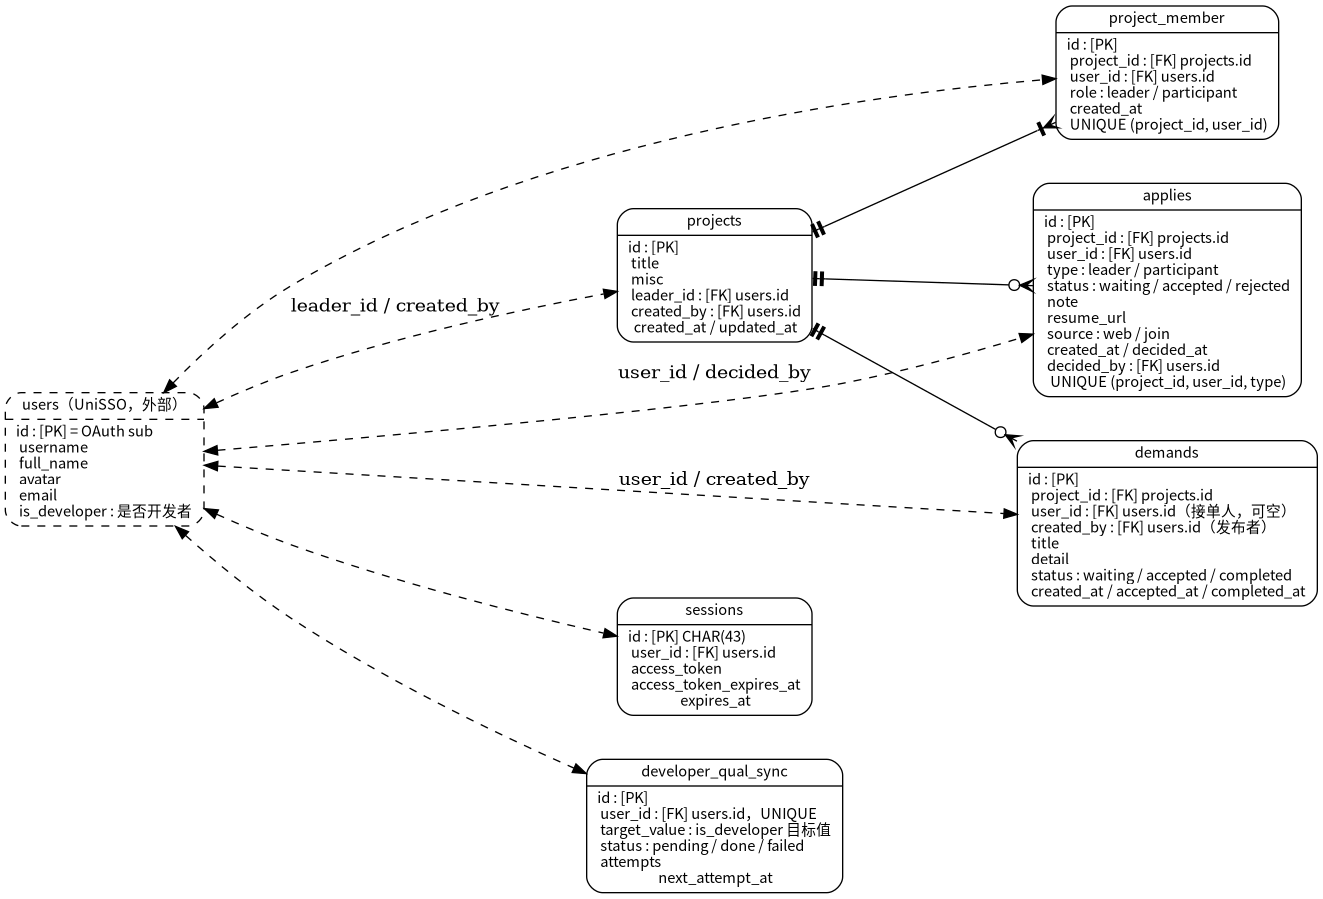 project_member
id : [PK]
project_id : [FK] projects.id
user_id : [FK] users.id
role : leader / participant
created_at
UNIQUE (project_id, user_id)
applies
id : [PK]
project_id : [FK] projects.id
user_id : [FK] users.id
type : leader / participant
status : waiting / accepted / rejected
note
resume_url
source : web / join
created_at / decided_at
decided_by : [FK] users.id
UNIQUE (project_id, user_id, type)
projects
id : [PK]
title
misc
leader_id : [FK] users.id
created_by : [FK] users.id
created_at / updated_at
leader_id / created_by
user_id / decided_by
user_id / created_by
users（UniSSO，外部）
id : [PK] = OAuth sub
username
full_name
avatar
email
is_developer : 是否开发者
demands
id : [PK]
project_id : [FK] projects.id
user_id : [FK] users.id（接单人，可空）
created_by : [FK] users.id（发布者）
title
detail
status : waiting / accepted / completed
created_at / accepted_at / completed_at
sessions
id : [PK] CHAR(43)
user_id : [FK] users.id
access_token
access_token_expires_at
expires_at
developer_qual_sync
id : [PK]
user_id : [FK] users.id，UNIQUE
target_value : is_developer 目标值
status : pending / done / failed
attempts
next_attempt_at